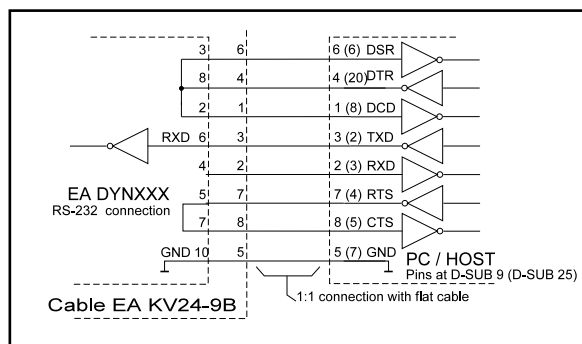 3 6 6 (6) DSR
8 4 4 (20) DTR
2 1 1 (8) DCD
RXD 6 3 3 (2) TXD
4 2 2 (3) RXD
5 7 7 (4) RTS
7 8 8 (5) CTS
GND 10 5 5 (7) GND
EA DYNXXX
RS-232 connection
PC / HOST
Pins at D-SUB 9 (D-SUB 25)
Cable EA KV24-9B
1:1 connection with flat cable